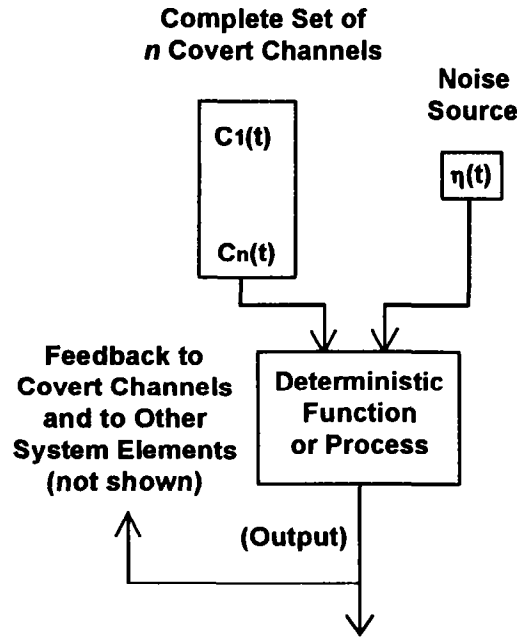 Complete Set of
n Covert Channels
Noise
Source
C1(t)
η(t)
Cn(t)
Feedback to
Covert Channels
and to Other
System Elements
(not shown)
Deterministic
Function
or Process
(Output)